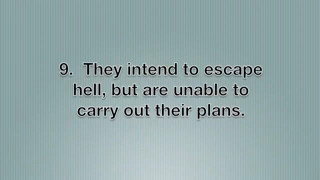 9. They intend to escape
hell, but are unable to
carry out their plans.